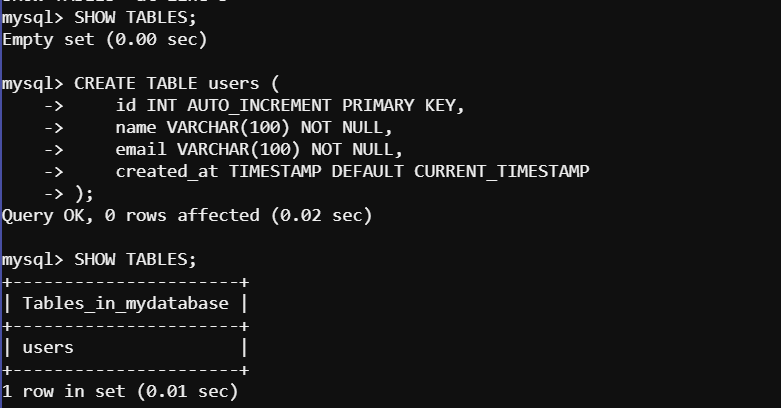 mysql> SHOW TABLES;
Empty set (0.00 sec)

mysql> CREATE TABLE users (
    ->     id INT AUTO_INCREMENT PRIMARY KEY,
    ->     name VARCHAR(100) NOT NULL,
    ->     email VARCHAR(100) NOT NULL,
    ->     created_at TIMESTAMP DEFAULT CURRENT_TIMESTAMP
    -> );
Query OK, 0 rows affected (0.02 sec)

mysql> SHOW TABLES;
+----------------------+
| Tables_in_mydatabase |
+----------------------+
| users                |
+----------------------+
1 row in set (0.01 sec)